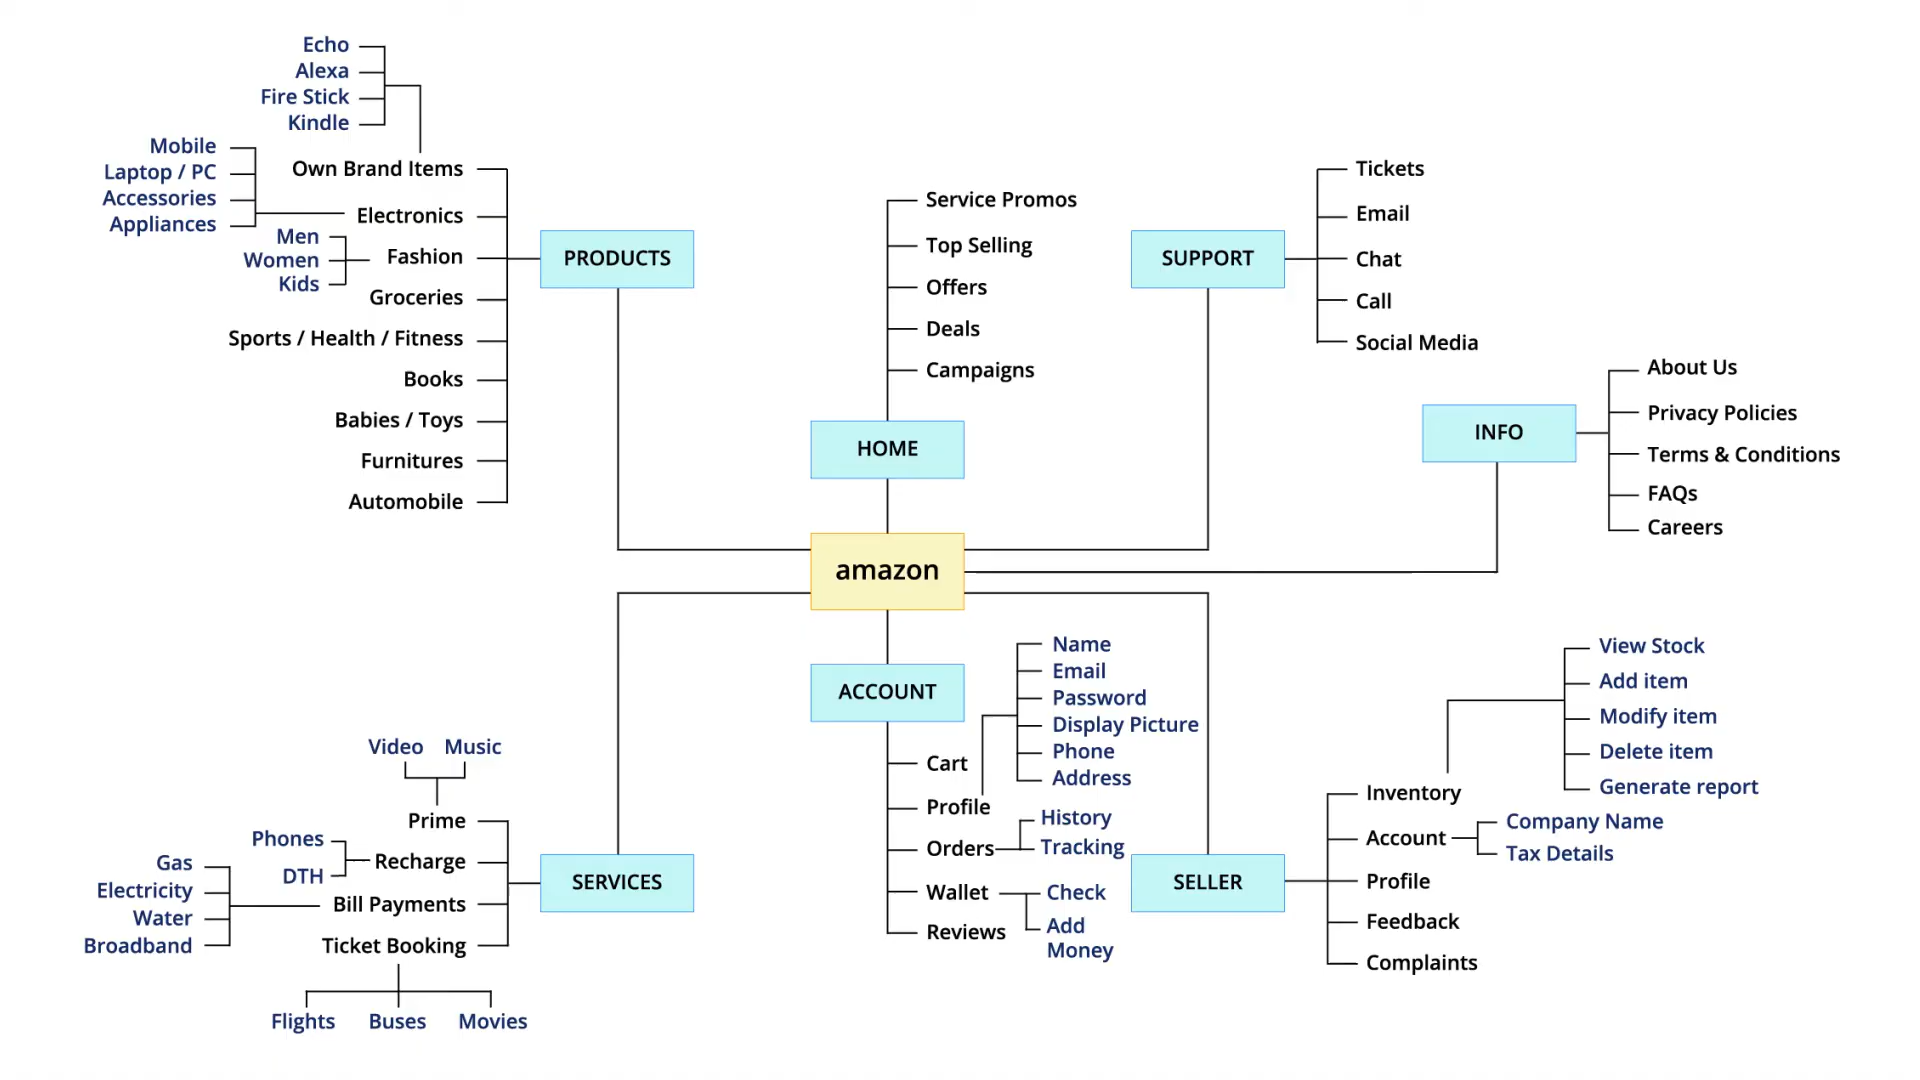 Echo
Alexa
Fire Stick
Kindle
Mobile
Laptop / PC
Accessories
Appliances
Men
Women
Kids
Own Brand Items
Electronics
Fashion
Groceries
Sports / Health / Fitness
Books
Babies / Toys
Furnitures
Automobile
PRODUCTS
Service Promos
Top Selling
Offers
Deals
Campaigns
HOME
SUPPORT
Tickets
Email
Chat
Call
Social Media
INFO
About Us
Privacy Policies
Terms & Conditions
FAQs
Careers
amazon
Video
Music
Prime
Phones
DTH
Recharge
Gas
Electricity
Water
Broadband
Bill Payments
Ticket Booking
Flights
Buses
Movies
SERVICES
ACCOUNT
Cart
Profile
Orders
Wallet
Reviews
Name
Email
Password
Display Picture
Phone
Address
History
Tracking
Check
Add
Money
SELLER
Inventory
Account
Profile
Feedback
Complaints
View Stock
Add item
Modify item
Delete item
Generate report
Company Name
Tax Details